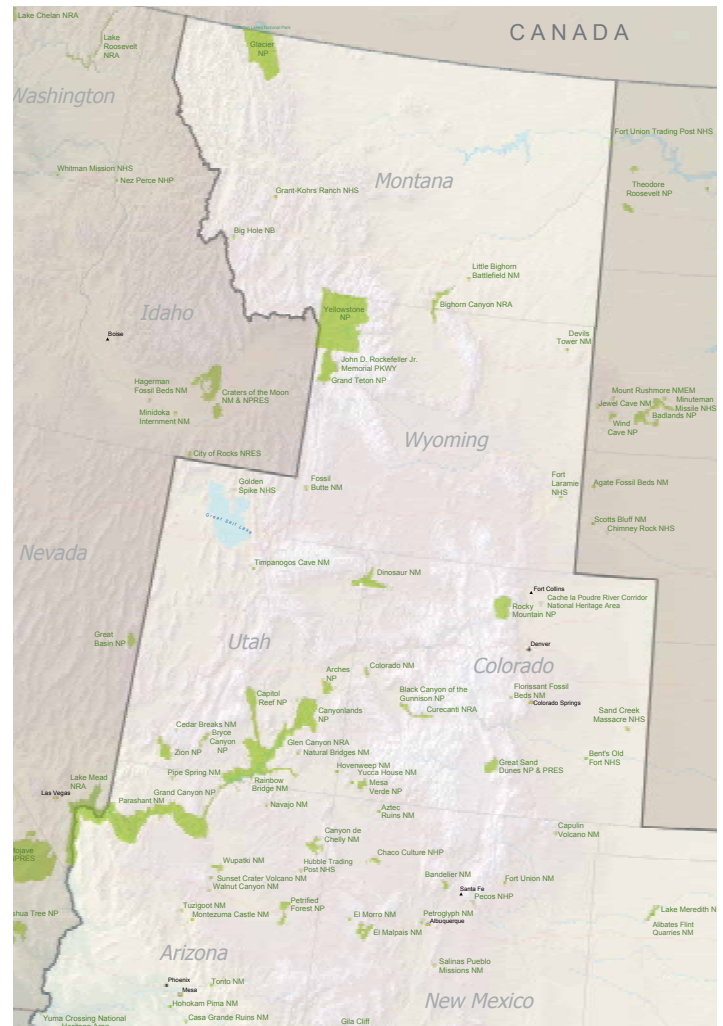 Lake Chelan NRA
CANADA
Lake
Roosevelt
NRA
Glacier
NP
Washington
Fort Union Trading Post NHS
Whitman Mission NHS
Nez Perce NHP
Montana
Theodore
Roosevelt NP
Grant-Kohrs Ranch NHS
Big Hole NB
Little Bighorn
Battlefield NM
Bighorn Canyon NRA
Yellowstone
NP
Idaho
Boise
Devils
Tower NM
John D. Rockefeller Jr.
Memorial PKWY
Grand Teton NP
Hagerman
Fossil Beds NM
Craters of the Moon
NM & NPRES
Minidoka
Internment NM
Mount Rushmore NMEM
Jewel Cave NM
Minuteman
Missile NHS
Badlands NP
Wind
Cave NP
Wyoming
City of Rocks NRES
Golden
Spike NHS
Fossil
Butte NM
Fort
Laramie
NHS
Agate Fossil Beds NM
Great Salt Lake
Scotts Bluff NM
Chimney Rock NHS
Nevada
Timpanogos Cave NM
Dinosaur NM
Fort Collins
Cache la Poudre River Corridor
National Heritage Area
Rocky
Mountain NP
Great
Basin NP
Utah
Denver
Colorado
Arches
NP
Colorado NM
Capitol
Reef NP
Canyonlands
NP
Black Canyon of the
Gunnison NP
Curecanti NRA
Florissant Fossil
Beds NM
Colorado Springs
Sand Creek
Massacre NHS
Cedar Breaks NM
Bryce
Canyon
NP
Zion NP
Glen Canyon NRA
Natural Bridges NM
Bent's Old
Fort NHS
Great Sand
Dunes NP & PRES
Pipe Spring NM
Hovenweep NM
Yucca House NM
Mesa
Verde NP
Rainbow
Bridge NM
Lake Mead
NRA
Las Vegas
Grand Canyon NP
Parashant NM
Navajo NM
Aztec
Ruins NM
Canyon de
Chelly NM
Capulin
Volcano NM
Mojave
NPRES
Wupatki NM
Hubble Trading
Post NHS
Chaco Culture NHP
Sunset Crater Volcano NM
Walnut Canyon NM
Bandelier NM
Fort Union NM
Santa Fe
Pecos NHP
Tuzigoot NM
Montezuma Castle NM
Petrified
Forest NP
El Morro NM
El Malpais NM
Petroglyph NM
Albuquerque
Lake Meredith N
Alibates Flint
Quarries NM
shua Tree NP
Arizona
Salinas Pueblo
Missions NM
Phoenix
Mesa
Tonto NM
Hohokam Pima NM
New Mexico
Yuma Crossing National
Heritage Area
Casa Grande Ruins NM
Gila Cliff